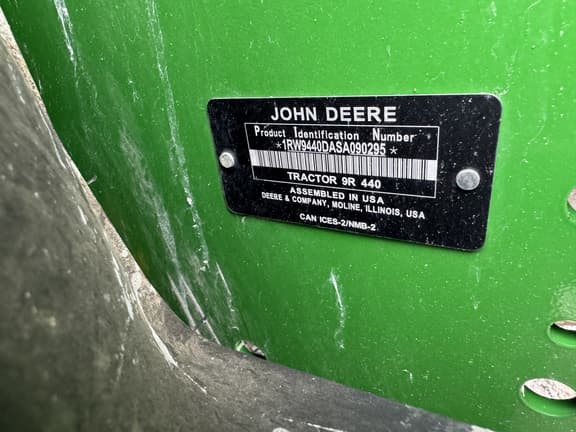 JOHN DEERE
Product Identification Number
*1RW9440DASA090295*
TRACTOR 9R 440
ASSEMBLED IN USA
DEERE & COMPANY, MOLINE, ILLINOIS, USA
CAN ICES-2/NMB-2